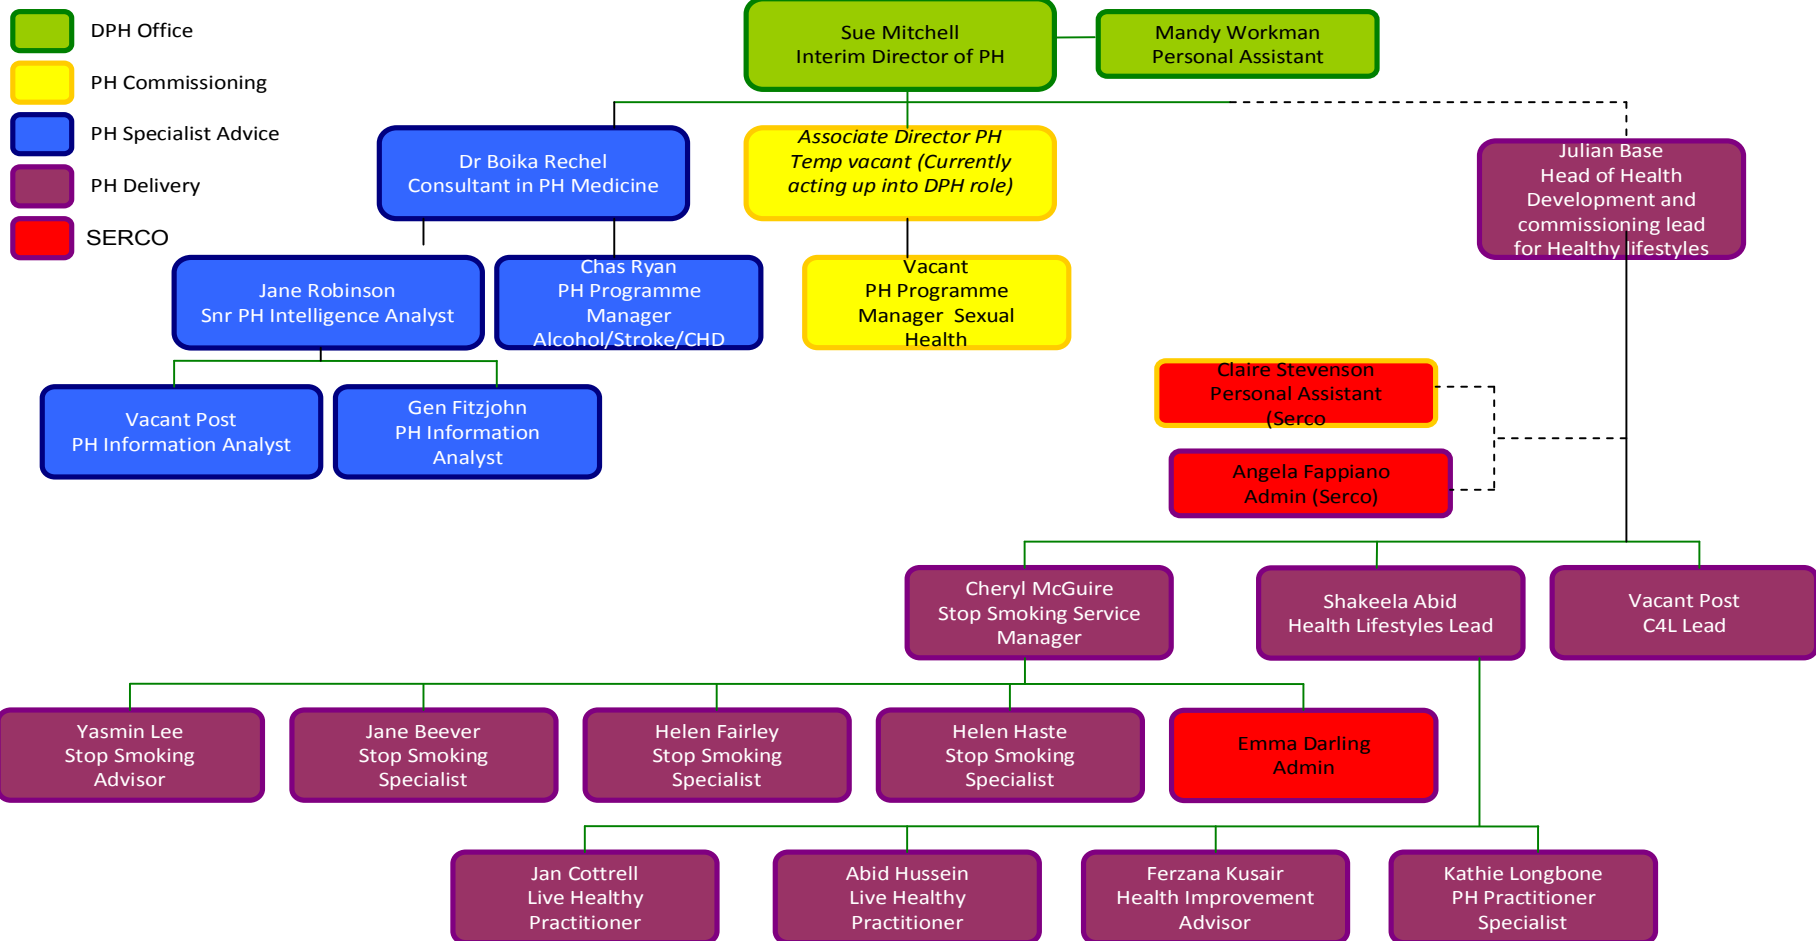 DPH Office
PH Commissioning
PH Specialist Advice
PH Delivery
SERCO
Sue Mitchell
Interim Director of PH
Mandy Workman
Personal Assistant
Dr Boika Rechel
Consultant in PH Medicine
Associate Director PH
Temp vacant (Currently
acting up into DPH role)
Julian Base
Head of Health
Development and
commissioning lead
for Healthy lifestyles
Jane Robinson
Snr PH Intelligence Analyst
Chas Ryan
PH Programme
Manager
Alcohol/Stroke/CHD
Vacant
PH Programme
Manager Sexual
Health
Vacant Post
PH Information Analyst
Gen Fitzjohn
PH Information
Analyst
Claire Stevenson
Personal Assistant
(Serco
Angela Fappiano
Admin (Serco)
Cheryl McGuire
Stop Smoking Service
Manager
Shakeela Abid
Health Lifestyles Lead
Vacant Post
C4L Lead
Yasmin Lee
Stop Smoking
Advisor
Jane Beever
Stop Smoking
Specialist
Helen Fairley
Stop Smoking
Specialist
Helen Haste
Stop Smoking
Specialist
Emma Darling
Admin
Jan Cottrell
Live Healthy
Practitioner
Abid Hussein
Live Healthy
Practitioner
Ferzana Kusair
Health Improvement
Advisor
Kathie Longbone
PH Practitioner
Specialist